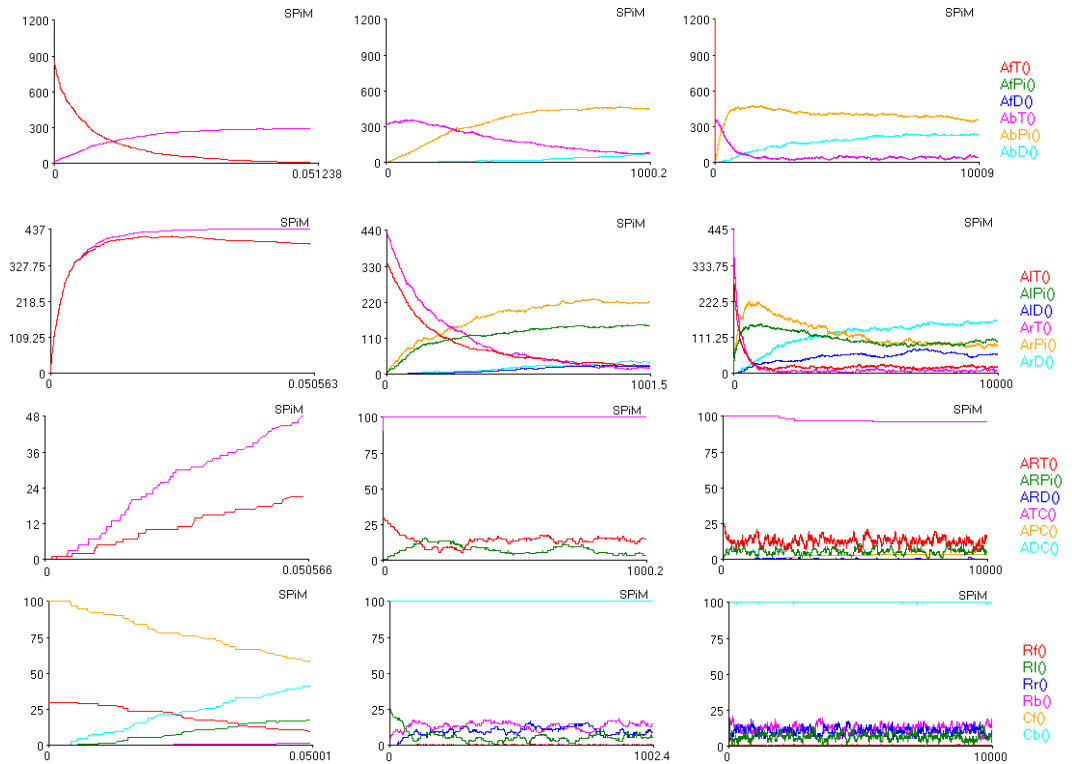 SPiM
1200
900
600
300
0
0
0.051238
SPiM
1200
900
600
300
0
0
1000.2
SPiM
1200
900
600
300
0
0
10009
AfT()
AfPi()
AfD()
AbT()
AbPi()
AbD()
SPiM
437
327.75
218.5
109.25
0
0
0.050563
SPiM
440
330
220
110
0
0
1001.5
SPiM
445
333.75
222.5
111.25
0
0
10000
AlT()
AlPi()
AlD()
ArT()
ArPi()
ArD()
SPiM
48
36
24
12
0
0
0.050566
SPiM
100
75
50
25
0
0
1000.2
SPiM
100
75
50
25
0
0
10000
ART()
ARPi()
ARD()
ATC()
APC()
ADC()
SPiM
100
75
50
25
0
0
0.05001
SPiM
100
75
50
25
0
0
1002.4
SPiM
100
75
50
25
0
0
10000
Rf()
Rl()
Rr()
Rb()
Cf()
Cb()